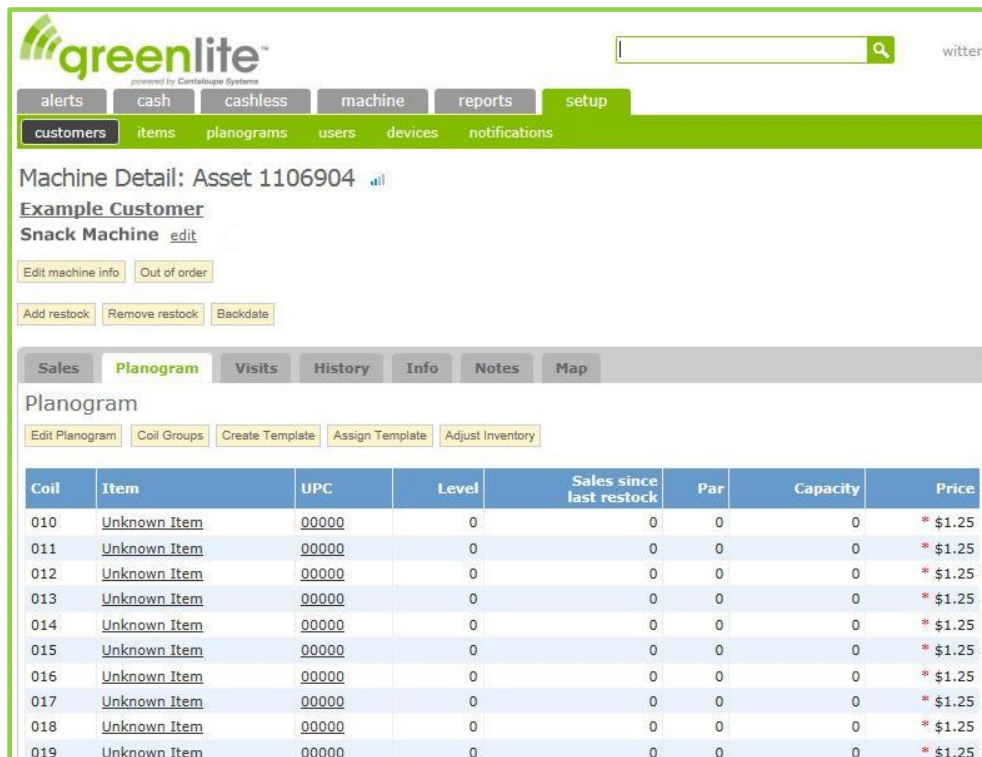 greenlite™
powered by Cantaloupe Systems
witter
alerts cash cashless machine reports setup
customers items planograms users devices notifications
Machine Detail: Asset 1106904
Example Customer
Snack Machine edit
Edit machine info Out of order
Add restock Remove restock Backdate
Sales Planogram Visits History Info Notes Map
Planogram
Edit Planogram Coil Groups Create Template Assign Template Adjust Inventory
Coil Item UPC Level Sales since last restock Par Capacity Price
010 Unknown Item 00000 0 0 0 0 * $1.25
011 Unknown Item 00000 0 0 0 0 * $1.25
012 Unknown Item 00000 0 0 0 0 * $1.25
013 Unknown Item 00000 0 0 0 0 * $1.25
014 Unknown Item 00000 0 0 0 0 * $1.25
015 Unknown Item 00000 0 0 0 0 * $1.25
016 Unknown Item 00000 0 0 0 0 * $1.25
017 Unknown Item 00000 0 0 0 0 * $1.25
018 Unknown Item 00000 0 0 0 0 * $1.25
019 Unknown Item 00000 0 0 0 0 * $1.25